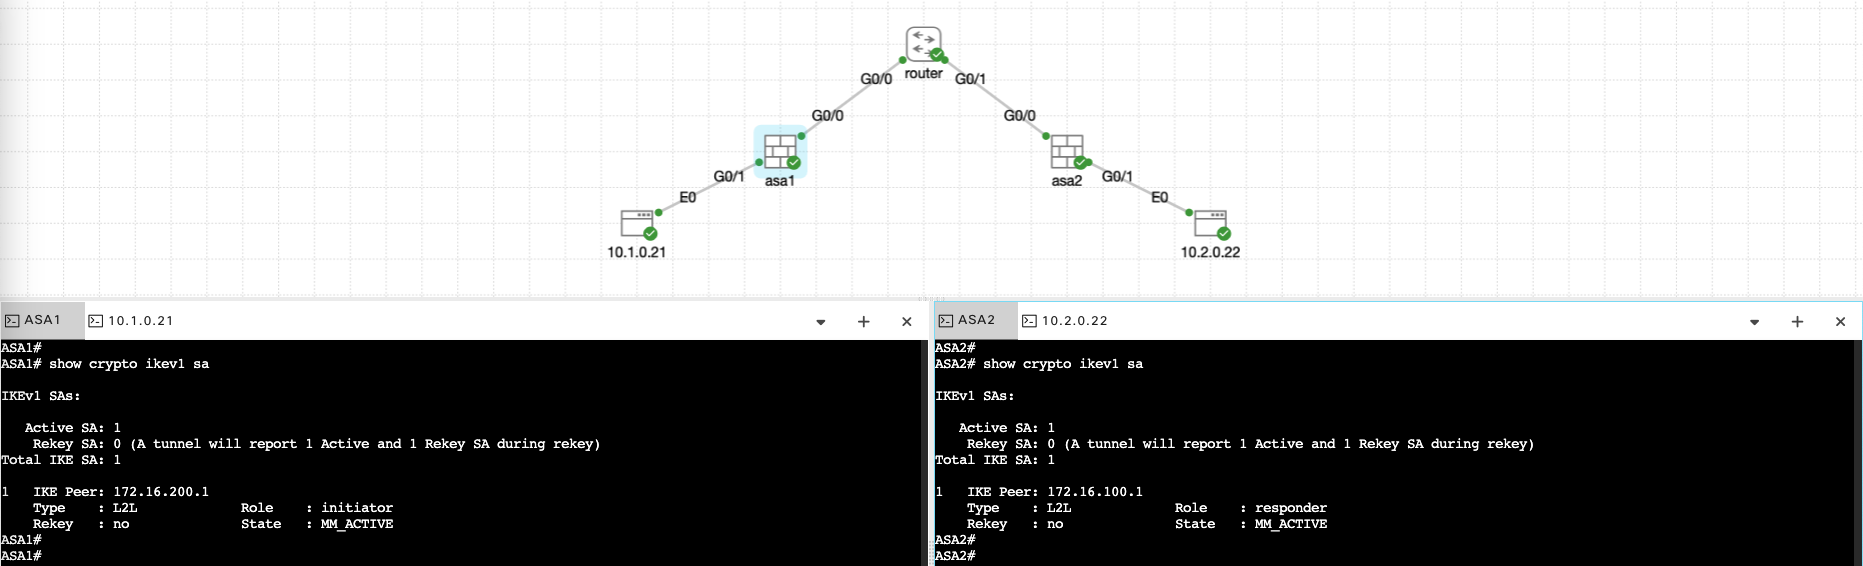 router
G0/0
G0/1
G0/0
G0/0
asa1
asa2
G0/1
G0/1
E0
E0
10.1.0.21
10.2.0.22
ASA1
10.1.0.21
ASA1#
ASA1# show crypto ikev1 sa
IKEv1 SAs:
Active SA: 1
Rekey SA: 0 (A tunnel will report 1 Active and 1 Rekey SA during rekey)
Total IKE SA: 1
1   IKE Peer: 172.16.200.1
Type    : L2L             Role    : initiator
Rekey   : no              State   : MM_ACTIVE
ASA1#
ASA1#
ASA2
10.2.0.22
ASA2#
ASA2# show crypto ikev1 sa
IKEv1 SAs:
Active SA: 1
Rekey SA: 0 (A tunnel will report 1 Active and 1 Rekey SA during rekey)
Total IKE SA: 1
1   IKE Peer: 172.16.100.1
Type    : L2L             Role    : responder
Rekey   : no              State   : MM_ACTIVE
ASA2#
ASA2#